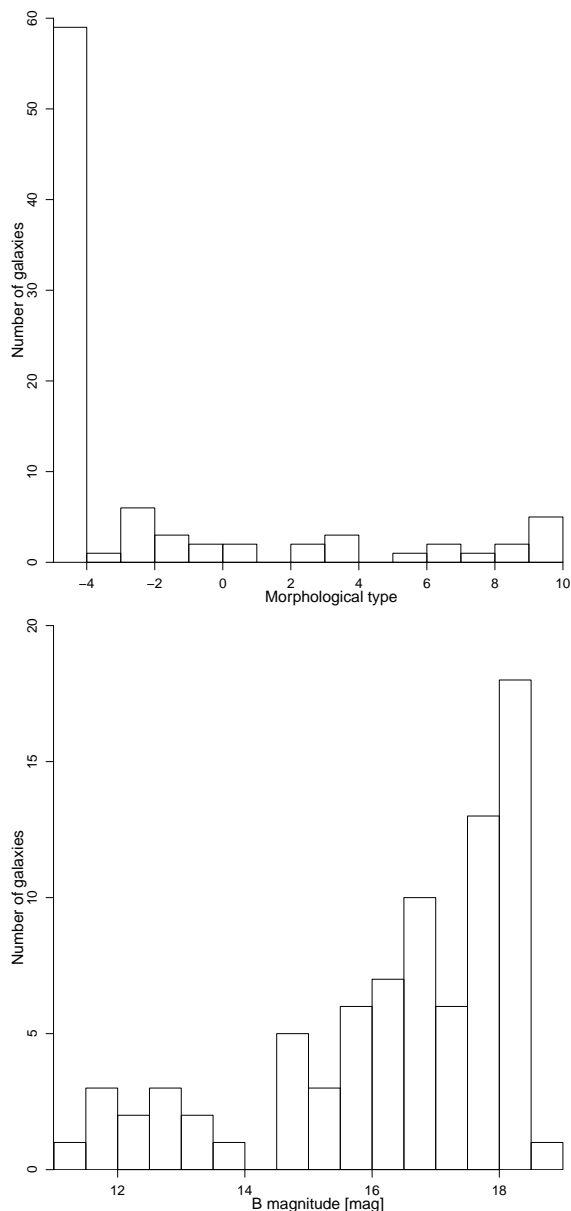 60
50
40
30
20
10
0
Number of galaxies
−4 −2 0 2 4 6 8 10
Morphological type
20
15
10
5
0
Number of galaxies
12 14 16 18
B magnitude [mag]